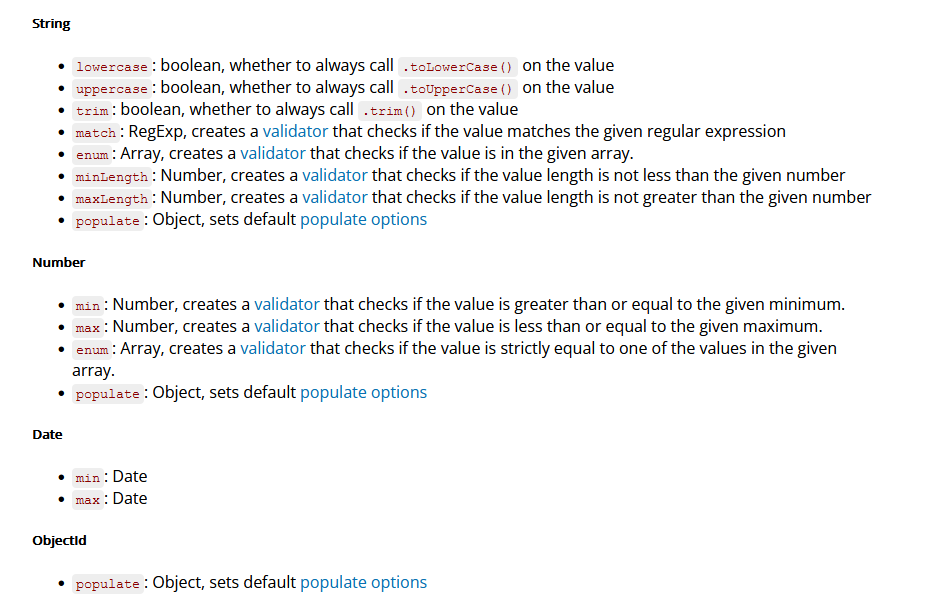 String
• lowercase: boolean, whether to always call .toLowerCase() on the value
• uppercase: boolean, whether to always call .toUpperCase() on the value
• trim: boolean, whether to always call .trim() on the value
• match: RegExp, creates a validator that checks if the value matches the given regular expression
• enum: Array, creates a validator that checks if the value is in the given array.
• minLength: Number, creates a validator that checks if the value length is not less than the given number
• maxLength: Number, creates a validator that checks if the value length is not greater than the given number
• populate: Object, sets default populate options
Number
• min: Number, creates a validator that checks if the value is greater than or equal to the given minimum.
• max: Number, creates a validator that checks if the value is less than or equal to the given maximum.
• enum: Array, creates a validator that checks if the value is strictly equal to one of the values in the given
array.
• populate: Object, sets default populate options
Date
• min: Date
• max: Date
ObjectId
• populate: Object, sets default populate options